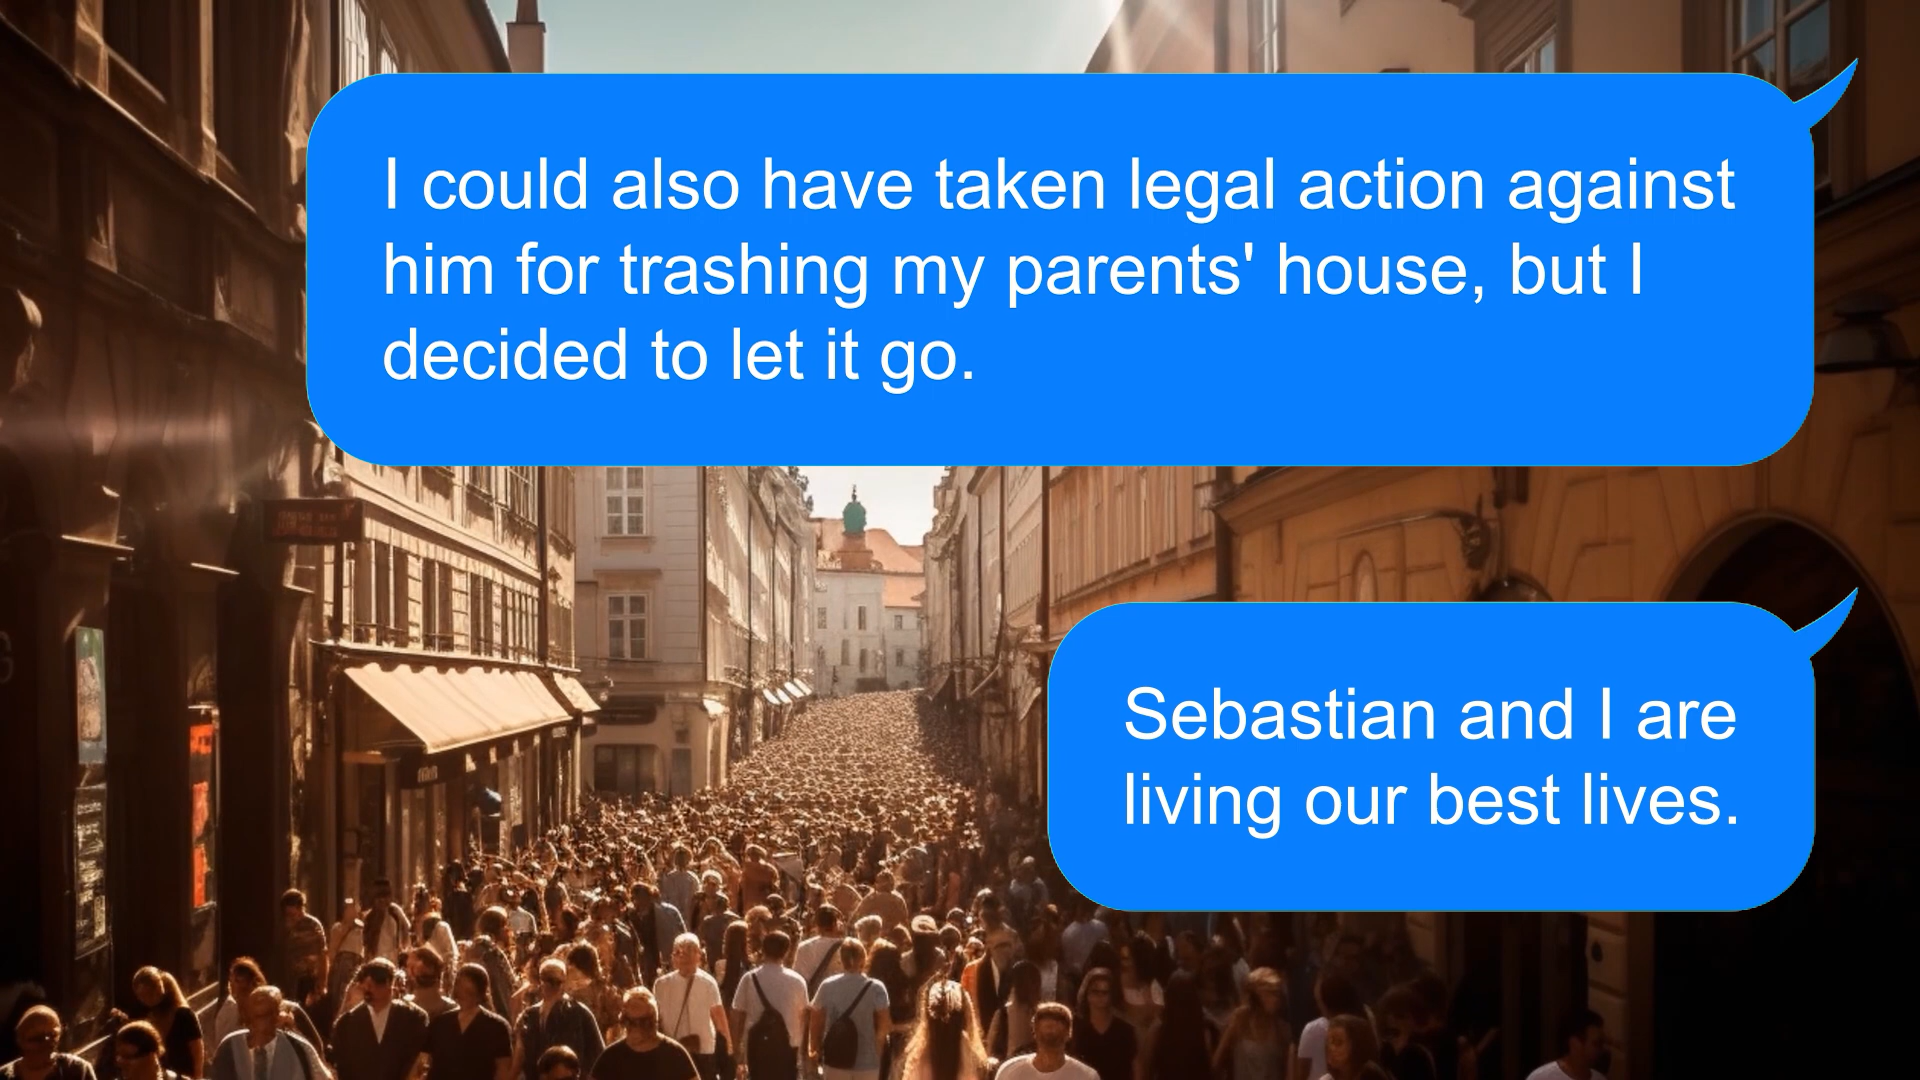 I could also have taken legal action against
him for trashing my parents' house, but I
decided to let it go.
Sebastian and I are
living our best lives.